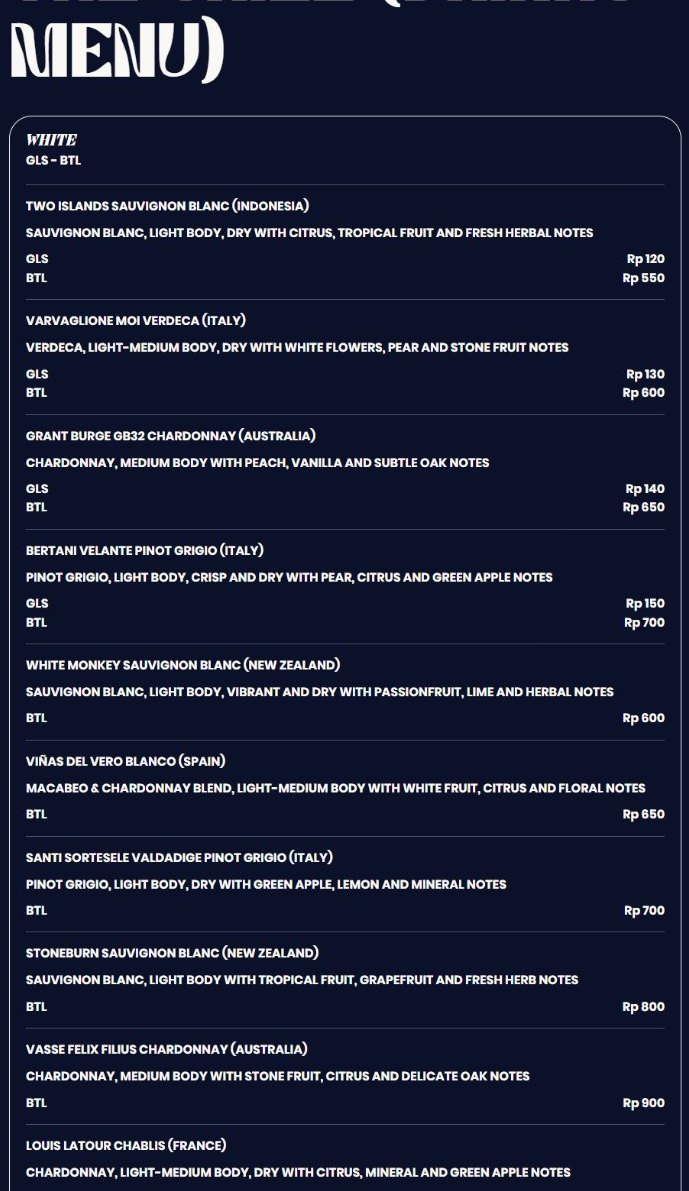 MENU)
WHITE
GLS - BTL
TWO ISLANDS SAUVIGNON BLANC (INDONESIA)
SAUVIGNON BLANC, LIGHT BODY, DRY WITH CITRUS, TROPICAL FRUIT AND FRESH HERBAL NOTES
GLS Rp 120
BTL Rp 550
VARVAGLIONE MOI VERDECA (ITALY)
VERDECA, LIGHT-MEDIUM BODY, DRY WITH WHITE FLOWERS, PEAR AND STONE FRUIT NOTES
GLS Rp 130
BTL Rp 600
GRANT BURGE GB32 CHARDONNAY (AUSTRALIA)
CHARDONNAY, MEDIUM BODY WITH PEACH, VANILLA AND SUBTLE OAK NOTES
GLS Rp 140
BTL Rp 650
BERTANI VELANTE PINOT GRIGIO (ITALY)
PINOT GRIGIO, LIGHT BODY, CRISP AND DRY WITH PEAR, CITRUS AND GREEN APPLE NOTES
GLS Rp 150
BTL Rp 700
WHITE MONKEY SAUVIGNON BLANC (NEW ZEALAND)
SAUVIGNON BLANC, LIGHT BODY, VIBRANT AND DRY WITH PASSIONFRUIT, LIME AND HERBAL NOTES
BTL Rp 600
VIÑAS DEL VERO BLANCO (SPAIN)
MACABEO & CHARDONNAY BLEND, LIGHT-MEDIUM BODY WITH WHITE FRUIT, CITRUS AND FLORAL NOTES
BTL Rp 650
SANTI SORTESELE VALDADIGE PINOT GRIGIO (ITALY)
PINOT GRIGIO, LIGHT BODY, DRY WITH GREEN APPLE, LEMON AND MINERAL NOTES
BTL Rp 700
STONEBURN SAUVIGNON BLANC (NEW ZEALAND)
SAUVIGNON BLANC, LIGHT BODY WITH TROPICAL FRUIT, GRAPEFRUIT AND FRESH HERB NOTES
BTL Rp 800
VASSE FELIX FILIUS CHARDONNAY (AUSTRALIA)
CHARDONNAY, MEDIUM BODY WITH STONE FRUIT, CITRUS AND DELICATE OAK NOTES
BTL Rp 900
LOUIS LATOUR CHABLIS (FRANCE)
CHARDONNAY, LIGHT-MEDIUM BODY, DRY WITH CITRUS, MINERAL AND GREEN APPLE NOTES